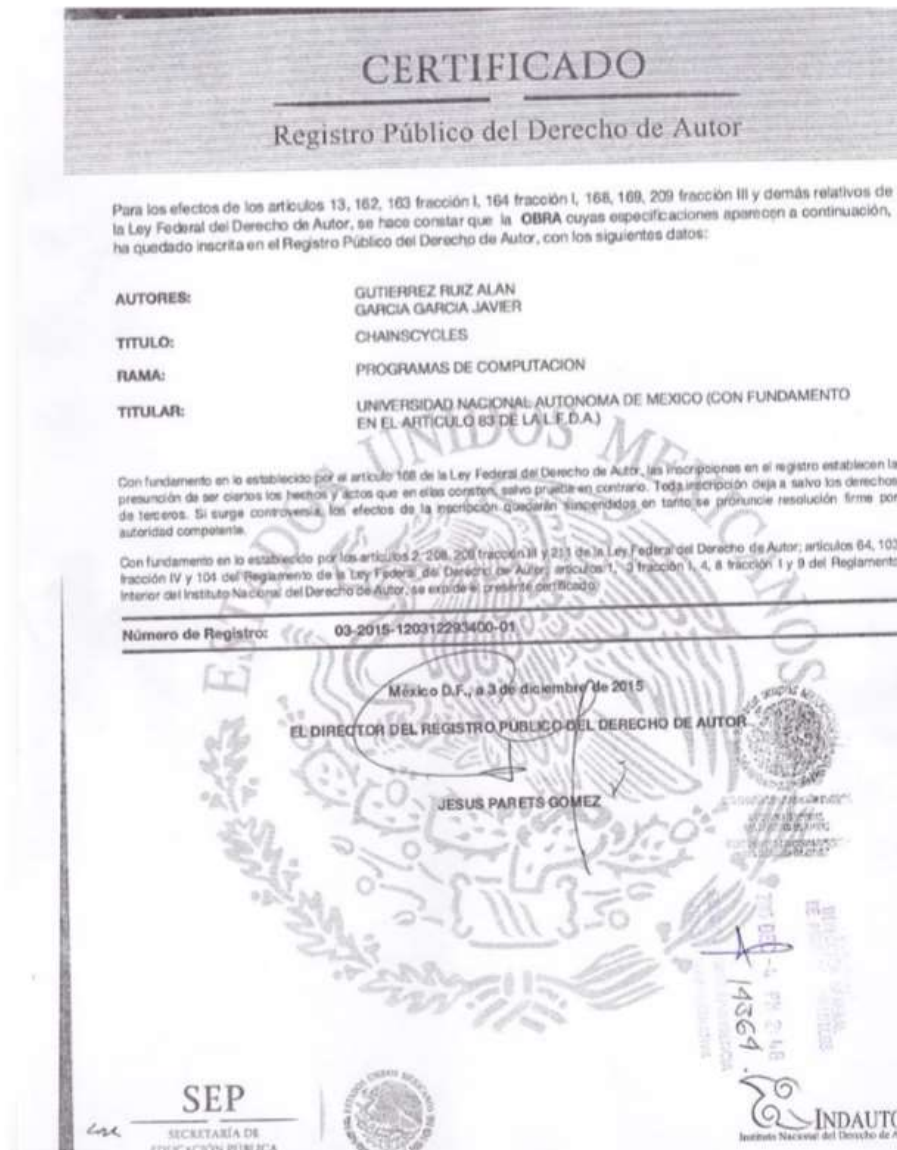 CERTIFICADO
Registro Público del Derecho de Autor
Para los efectos de los artículos 13, 162, 163 fracción I, 164 fracción I, 168, 169, 209 fracción III y demás relativos de
la Ley Federal del Derecho de Autor, se hace constar que la OBRA cuyas especificaciones aparecen a continuación,
ha quedado inscrita en el Registro Público del Derecho de Autor, con los siguientes datos:
AUTORES: GUTIERREZ RUIZ ALAN
GARCIA GARCIA JAVIER
TITULO: CHAINSCYCLES
RAMA: PROGRAMAS DE COMPUTACION
TITULAR: UNIVERSIDAD NACIONAL AUTONOMA DE MEXICO (CON FUNDAMENTO
EN EL ARTICULO 83 DE LA L.F.D.A.)
Con fundamento en lo establecido por el artículo 168 de la Ley Federal del Derecho de Autor, las inscripciones en el registro establecen la
presunción de ser ciertos los hechos y actos que en ellas consten, salvo prueba en contrario. Toda inscripción deja a salvo los derechos
de terceros. Si surge controversia, los efectos de la inscripción quedarán suspendidos en tanto se pronuncie resolución firme por
autoridad competente.
Con fundamento en lo establecido por los artículos 2, 208, 209 fracción III y 211 de la Ley Federal del Derecho de Autor; artículos 64, 103
fracción IV y 104 del Reglamento de la Ley Federal del Derecho de Autor; artículos 1, 3 fracción I, 4, 8 fracción I y 9 del Reglamento
Interior del Instituto Nacional del Derecho de Autor, se expide el presente certificado.
Número de Registro: 03-2015-120312293400-01
ESTADOS UNIDOS MEXICANOS
México D.F., a 3 de diciembre de 2015
EL DIRECTOR DEL REGISTRO PÚBLICO DEL DERECHO DE AUTOR
JESUS PARETS GOMEZ
14364
SEP
SECRETARÍA DE
EDUCACIÓN PÚBLICA
INDAUTO
Instituto Nacional del Derecho de A